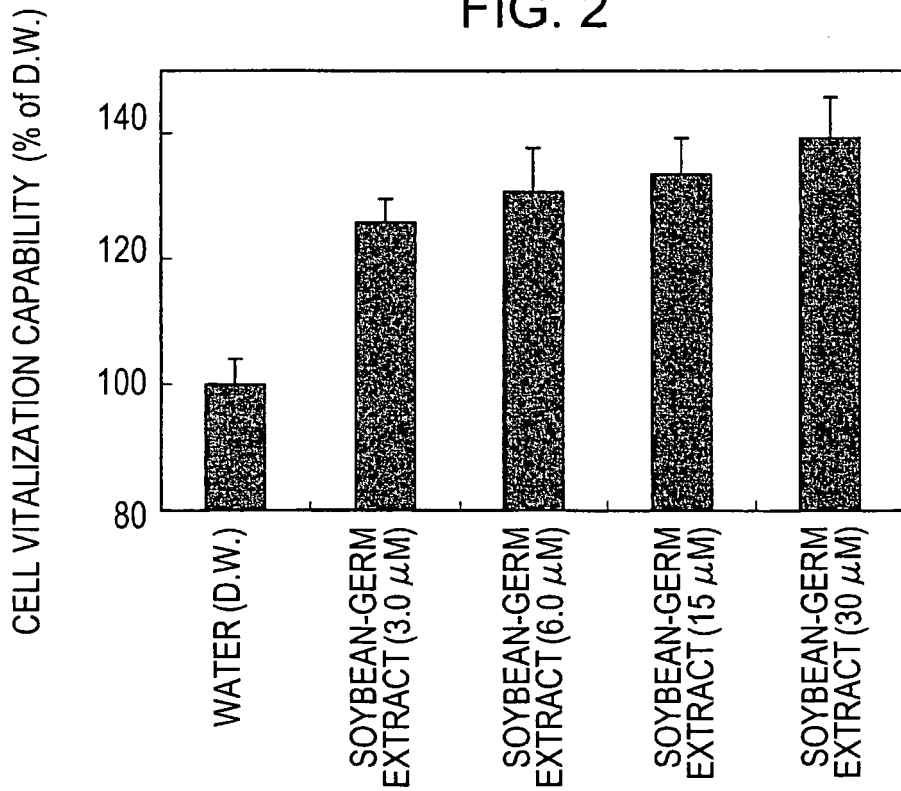 FIG. 2
CELL VITALIZATION CAPABILITY (% of D.W.)
140
120
100
80
WATER (D.W.)
SOYBEAN-GERM
EXTRACT (3.0 μM)
SOYBEAN-GERM
EXTRACT (6.0 μM)
SOYBEAN-GERM
EXTRACT (15 μM)
SOYBEAN-GERM
EXTRACT (30 μM)